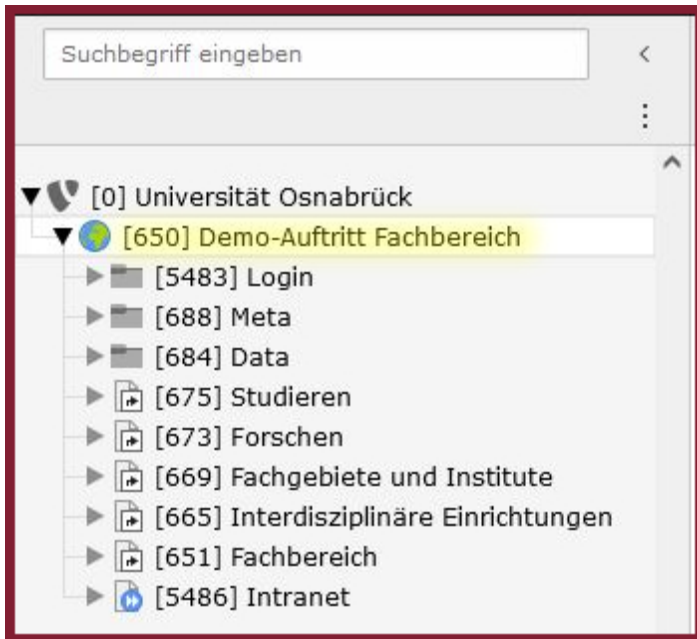 Suchbegriff eingeben
[0] Universität Osnabrück
[650] Demo-Auftritt Fachbereich
[5483] Login
[688] Meta
[684] Data
[675] Studieren
[673] Forschen
[669] Fachgebiete und Institute
[665] Interdisziplinäre Einrichtungen
[651] Fachbereich
[5486] Intranet